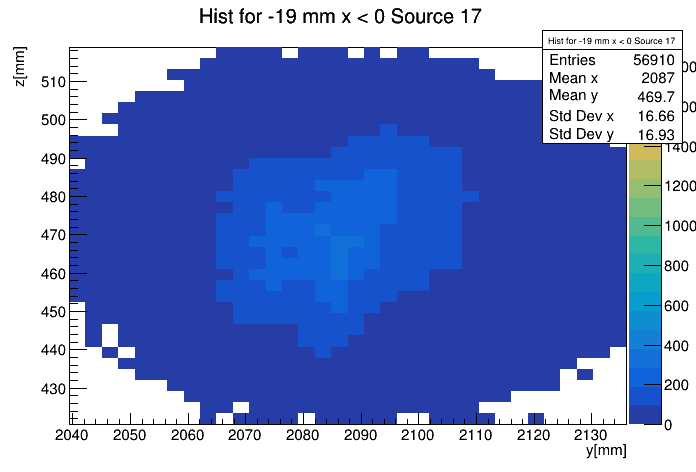 Hist for -19 mm x < 0 Source 17
Hist for -19 mm x < 0 Source 17
Entries 56910
Mean x 2087
Mean y 469.7
Std Dev x 16.66
Std Dev y 16.93
z[mm]
510
500
490
480
470
460
450
440
430
2040 2050 2060 2070 2080 2090 2100 2110 2120 2130
y[mm]
1400
1200
1000
800
600
400
200
0